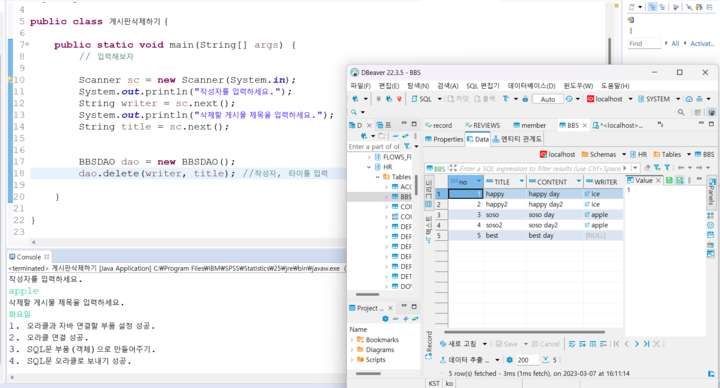 4
5 public class 게시판삭제하기 {
6
7 public static void main(String[] args) {
8 // 입력해보자
9
10 Scanner sc = new Scanner(System.in);
11 System.out.println("작성자를 입력하세요.");
12 String writer = sc.next();
13 System.out.println("삭제할 게시물 제목을 입력하세요.");
14 String title = sc.next();
15
16
17 BBSDAO dao = new BBSDAO();
18 dao.delete(writer, title); //작성자, 타이틀 입력
19
20 }
21
22 }
23
Console
<terminated> 게시판삭제하기 [Java Application] C:₩Program Files₩IBM₩SPSS₩Statistics₩25₩jre₩bin₩javaw.exe (
작성자를 입력하세요.
apple
삭제할 게시물 제목을 입력하세요.
화요일
1. 오라클과 자바 연결할 부품 설정 성공.
2. 오라클 연결 성공.
3. SQL문 부품(객체)으로 만들어주기.
4. SQL문 오라클로 보내기 성공.
Find All Activat...
DBeaver 22.3.5 - BBS
파일(F) 편집(E) 탐색(N) 검색(A) SQL 편집기 데이터베이스(D) 윈도우(W) 도움말(H)
SQL 커밋 롤백 Auto localhost SYSTEM
D 프
Enter a part of ol
FLOWS_F
HR
Tables
ACC
BBS
COU
DEF
DEF
DEF
DEF
DEF
DEF
DET
DO
Project ...
Name
Bookmarks
Diagrams
Scripts
record REVIEWS member BBS *<localhost>...
Properties Data 엔티티 관계도
localhost Schemas HR Tables BBS
BBS Enter a SQL expression to filter results (use Ctrl+Space)
그리드
텍스트
Record
no TITLE CONTENT WRITER
1 1 happy happy day ice
2 2 happy2 happy day2 ice
3 3 soso soso day apple
4 4 soso2 soso day2 apple
5 5 best best day [NULL]
Value
1
Panels
새로 고침 Save Cancel
데이터 추출 ... 200 5
5 row(s) fetched - 3ms (1ms fetch), on 2023-03-07 at 16:11:14
KST ko